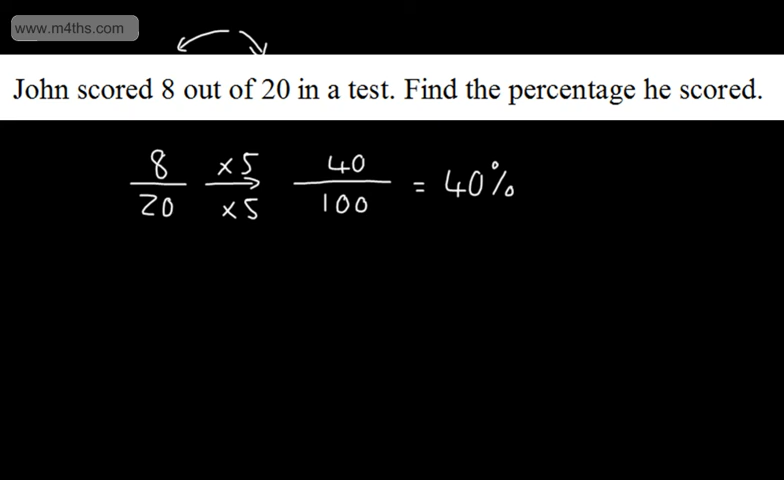 www.m4ths.com
John scored 8 out of 20 in a test. Find the percentage he scored.
8 ×5 40
20 ×5 100 = 40%